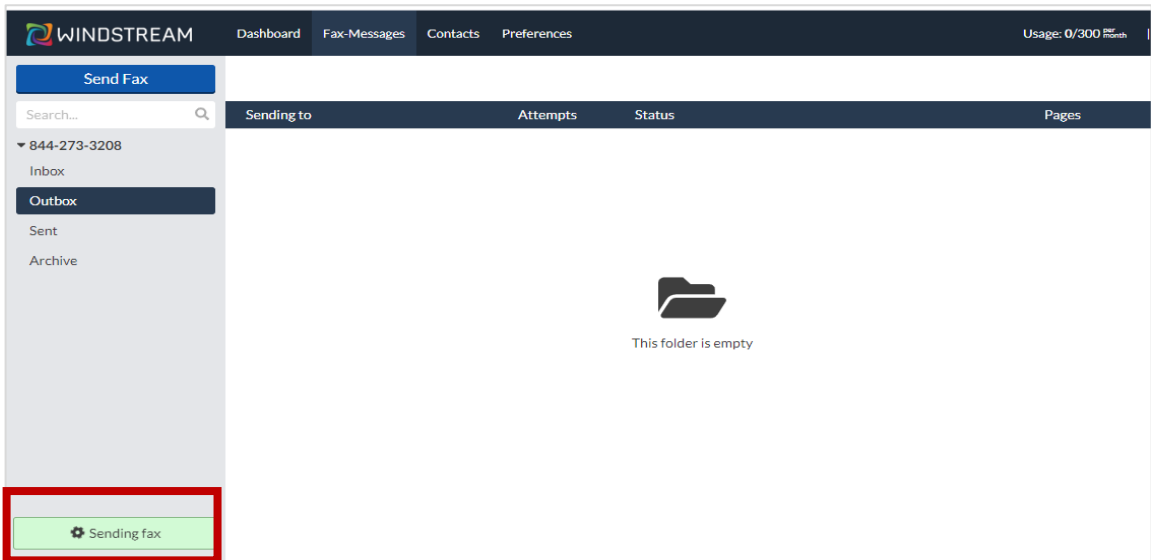 WINDSTREAM Dashboard Fax-Messages Contacts Preferences Usage: 0/300 per month
Send Fax
Search...
Sending to Attempts Status Pages
844-273-3208
Inbox
Outbox
Sent
Archive
This folder is empty
Sending fax